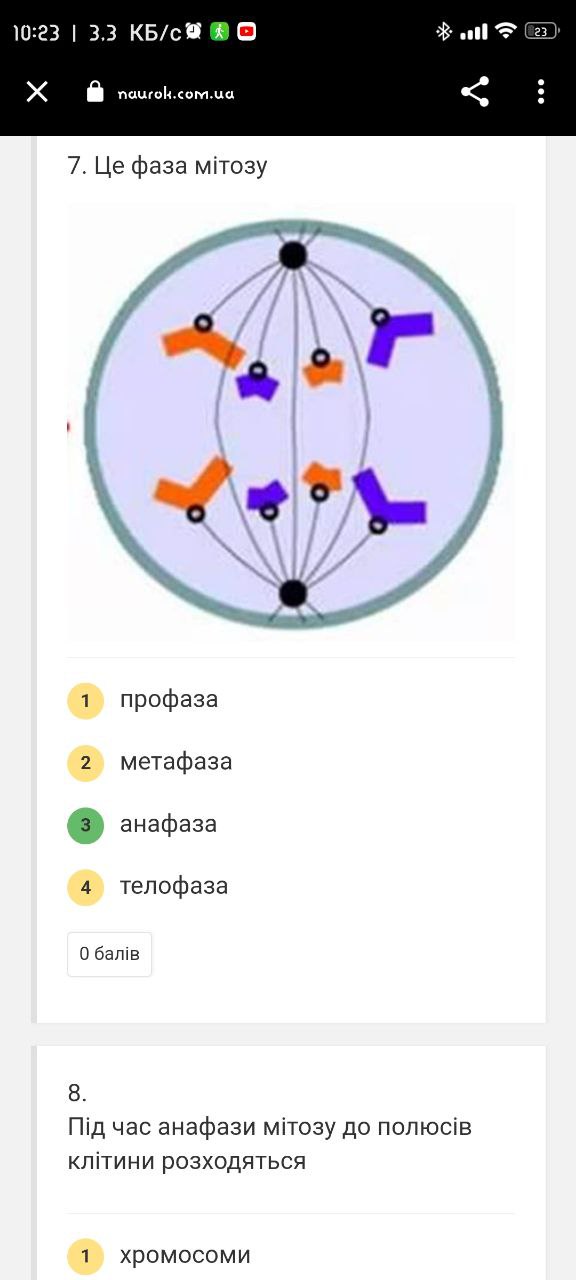 10:23 | 3,3 КБ/с
23
naurok.com.ua
7. Це фаза мітозу
1 профаза
2 метафаза
3 анафаза
4 телофаза
0 балів
8.
Під час анафази мітозу до полюсів
клітини розходяться
1 хромосоми